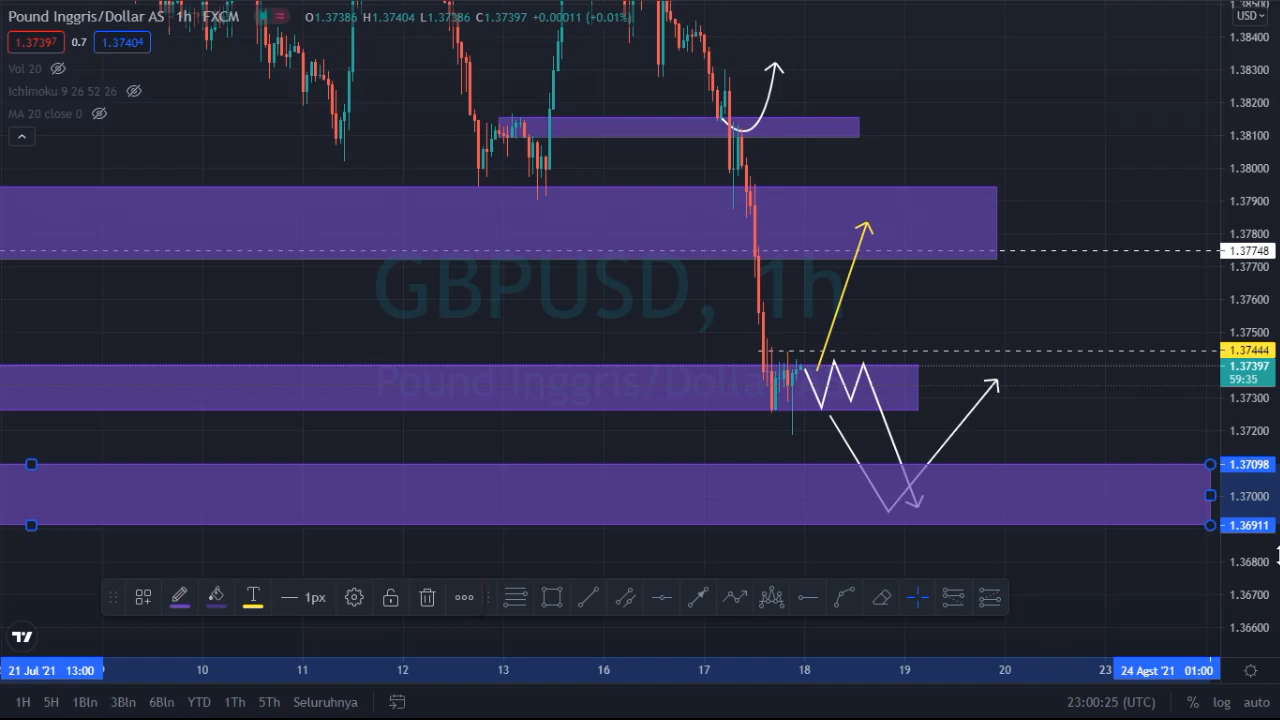 Pound Inggris/Dollar AS 1h FXCM O1.37386 H1.37404 L1.37386 C1.37397 +0.00011 (+0.01%)
1.37397 0.7 1.37404
Vol 20
Ichimoku 9 26 52 26
MA 20 close 0
1.38500
USD
1.38400
1.38300
1.38200
1.38100
1.38000
1.37900
1.37800
1.37748
1.37700
1.37600
1.37500
1.37444
1.37397
59:35
1.37300
1.37200
1.37098
1.37000
1.36911
1.36800
1.36700
1.36600
GBPUSD, 1h
Pound Inggris/Dollar
1px
21 Jul '21 13:00 10 11 12 13 16 17 18 19 20 23 24 Agst '21 01:00
1H 5H 1Bln 3Bln 6Bln YTD 1Th 5Th Seluruhnya 23:00:25 (UTC) % log auto